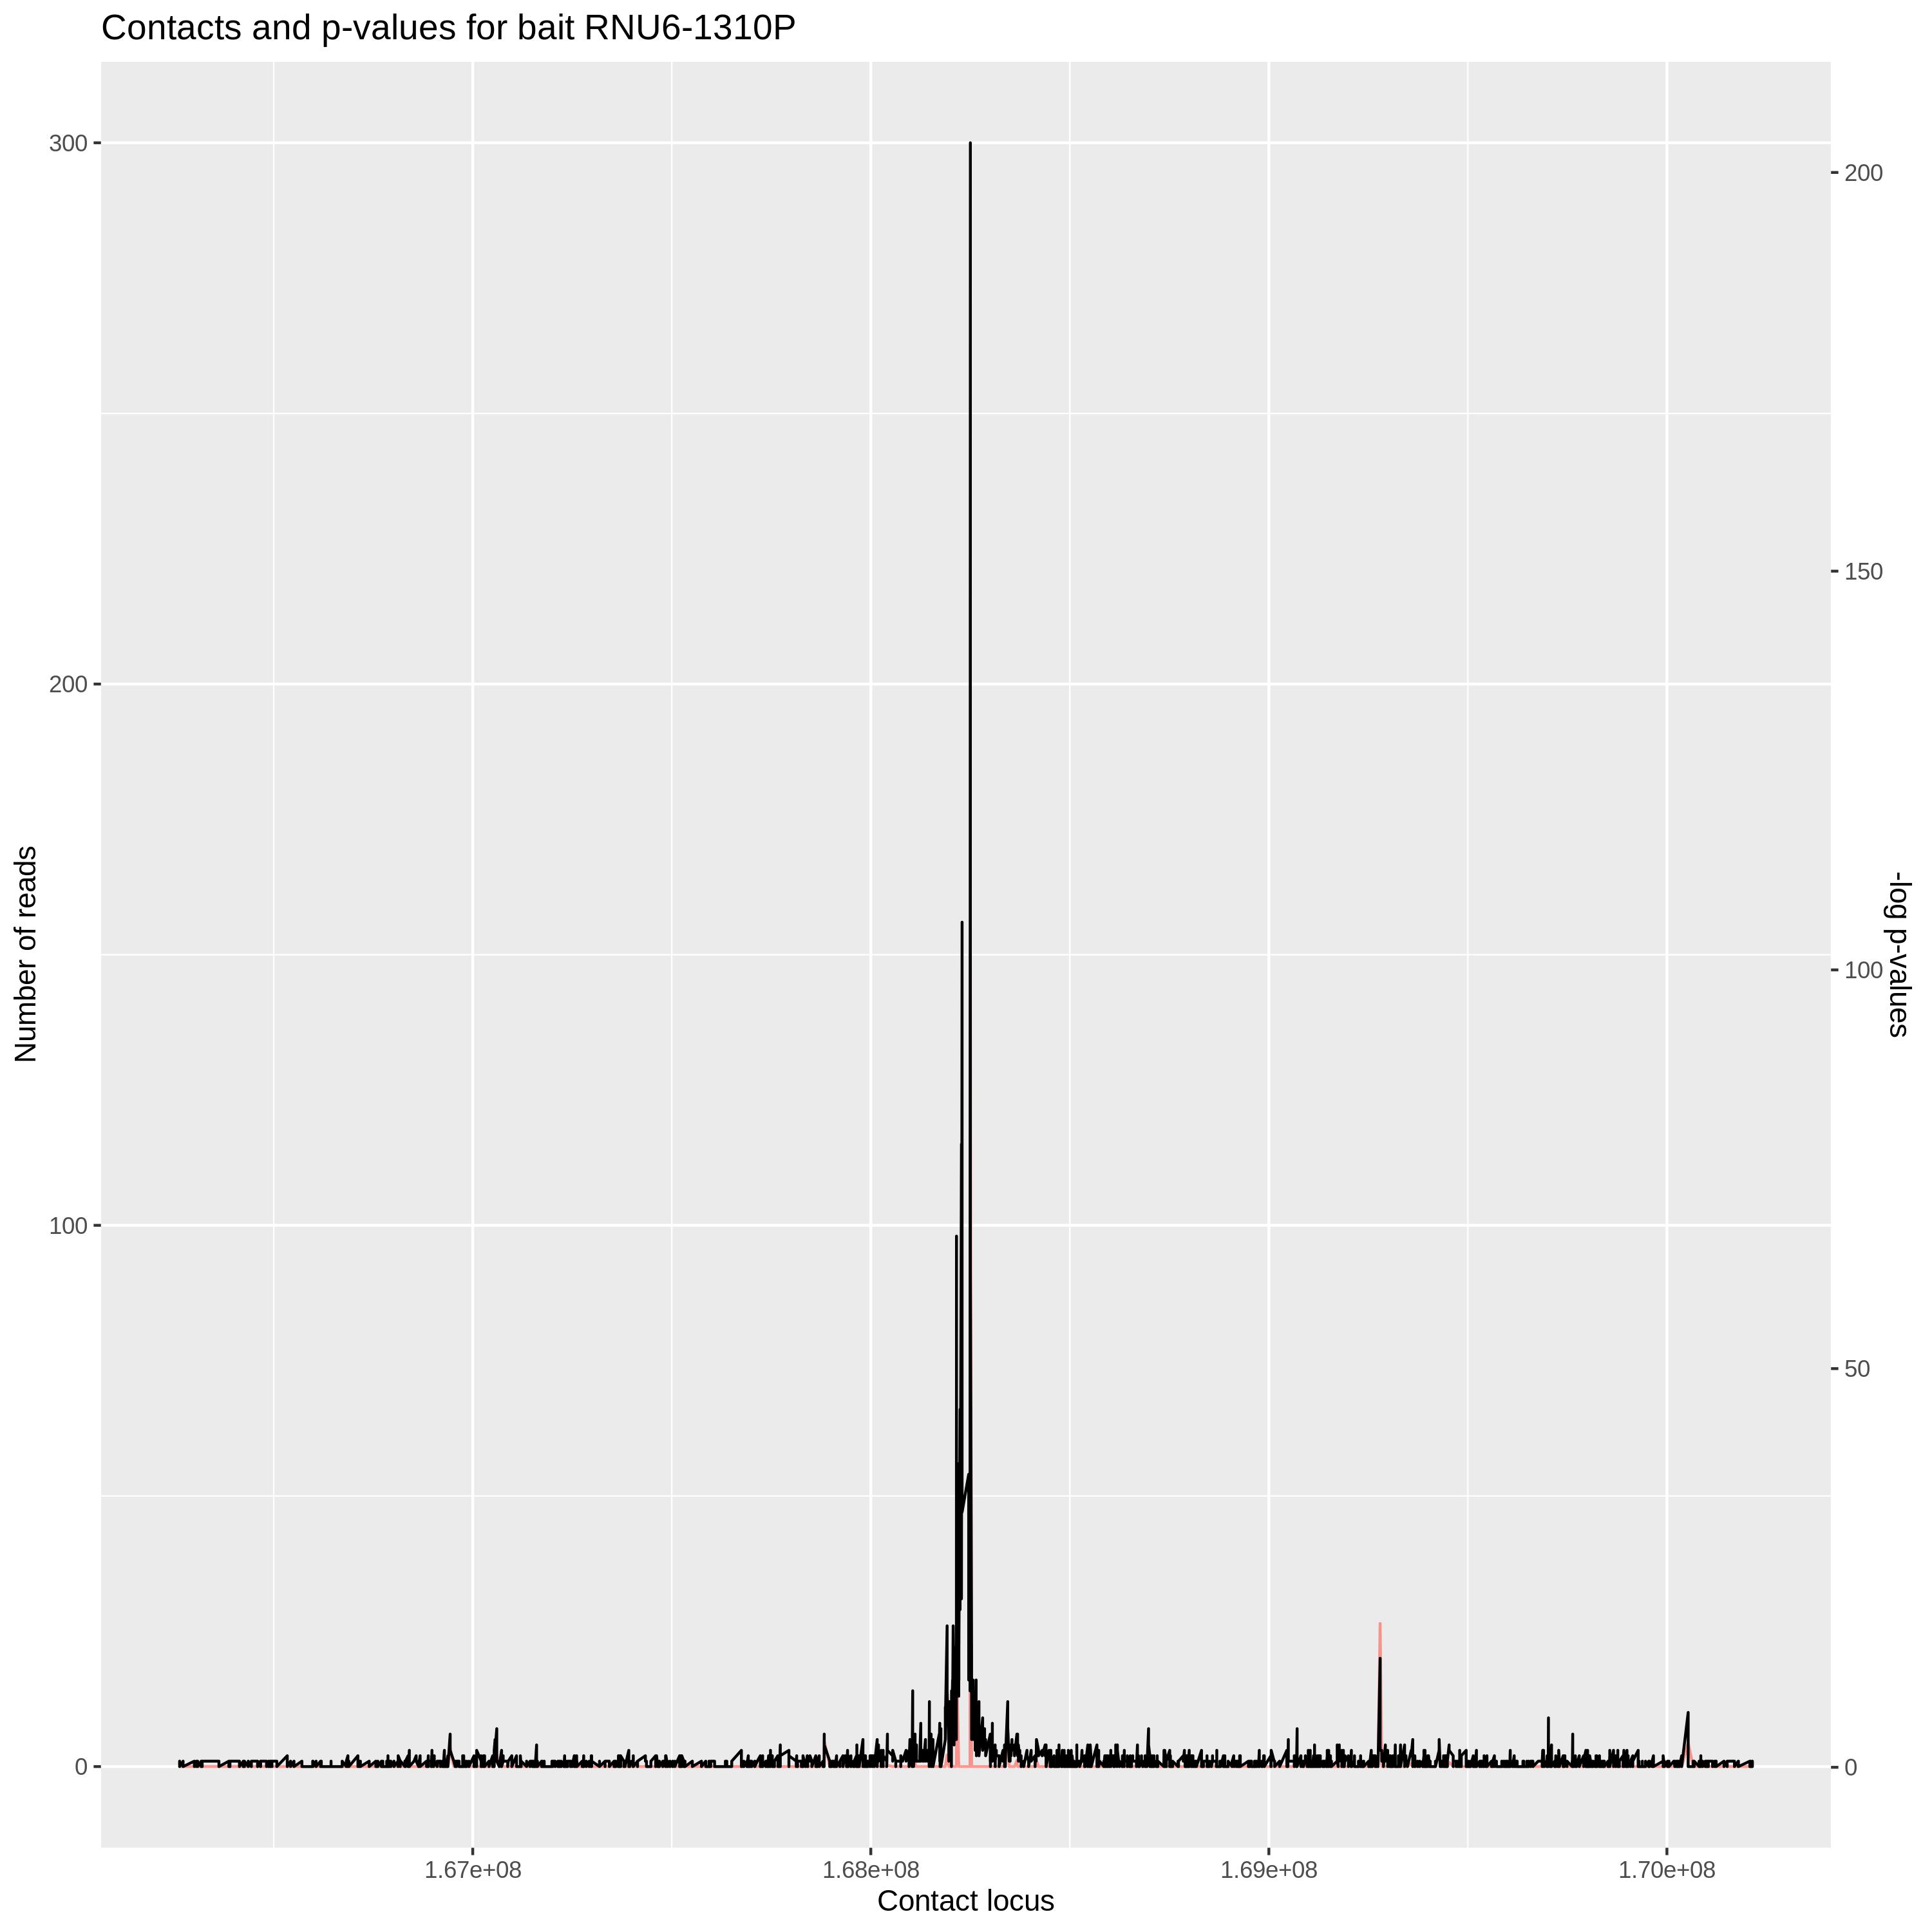 Contacts and p-values for bait RNU6-1310P
300
200
100
0
Number of reads
200
150
100
50
0
-log p-values
1.67e+08
1.68e+08
1.69e+08
1.70e+08
Contact locus